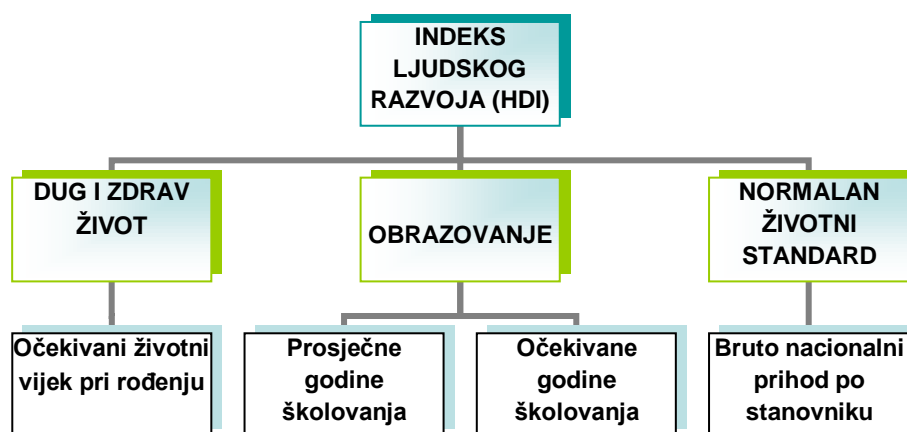 INDEKS
LJUDSKOG
RAZVOJA (HDI)
DUG I ZDRAV
ŽIVOT
OBRAZOVANJE
NORMALAN
ŽIVOTNI
STANDARD
Očekivani životni
vijek pri rođenju
Prosječne
godine
školovanja
Očekivane
godine
školovanja
Bruto nacionalni
prihod po
stanovniku